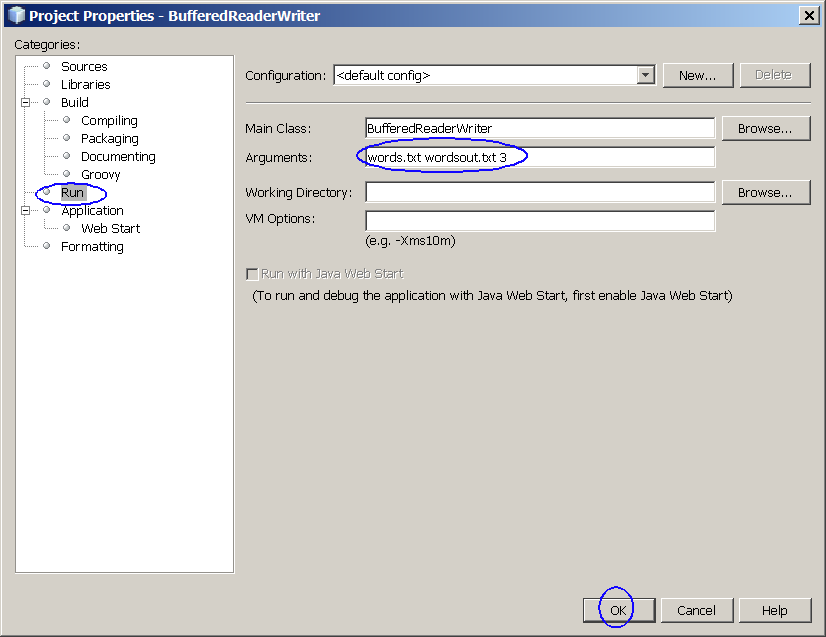 Project Properties - BufferedReaderWriter
Categories:
Sources
Libraries
Build
Compiling
Packaging
Documenting
Groovy
Run
Application
Web Start
Formatting
Configuration: <default config> New... Delete
Main Class: BufferedReaderWriter Browse...
Arguments: words.txt wordsout.txt 3
Working Directory: Browse...
VM Options:
(e.g. -Xms10m)
Run with Java Web Start
(To run and debug the application with Java Web Start, first enable Java Web Start)
OK Cancel Help